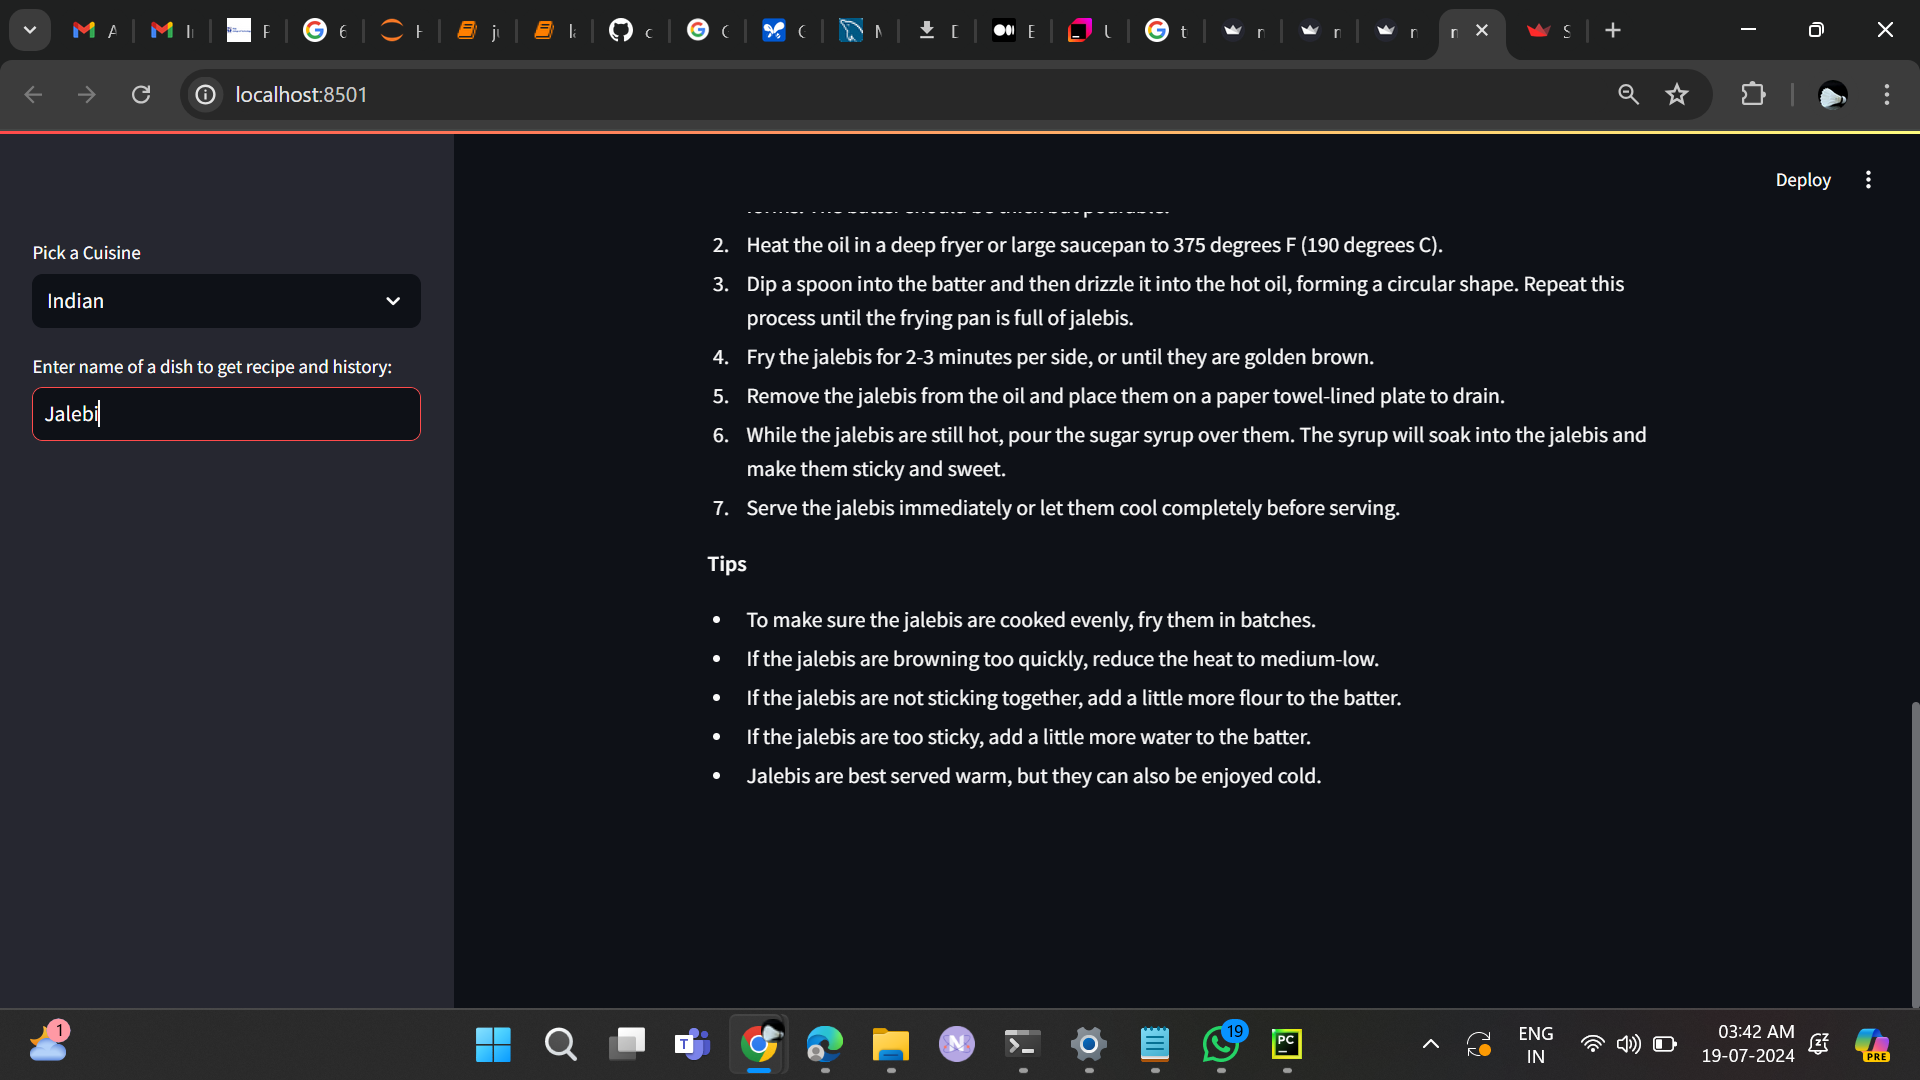 localhost:8501
Deploy
Pick a Cuisine
Indian
Enter name of a dish to get recipe and history:
Jalebi
2. Heat the oil in a deep fryer or large saucepan to 375 degrees F (190 degrees C).
3. Dip a spoon into the batter and then drizzle it into the hot oil, forming a circular shape. Repeat this
process until the frying pan is full of jalebis.
4. Fry the jalebis for 2-3 minutes per side, or until they are golden brown.
5. Remove the jalebis from the oil and place them on a paper towel-lined plate to drain.
6. While the jalebis are still hot, pour the sugar syrup over them. The syrup will soak into the jalebis and
make them sticky and sweet.
7. Serve the jalebis immediately or let them cool completely before serving.
Tips
• To make sure the jalebis are cooked evenly, fry them in batches.
• If the jalebis are browning too quickly, reduce the heat to medium-low.
• If the jalebis are not sticking together, add a little more flour to the batter.
• If the jalebis are too sticky, add a little more water to the batter.
• Jalebis are best served warm, but they can also be enjoyed cold.
1
T
N
19
PC
ENG
IN
03:42 AM
19-07-2024
PRE